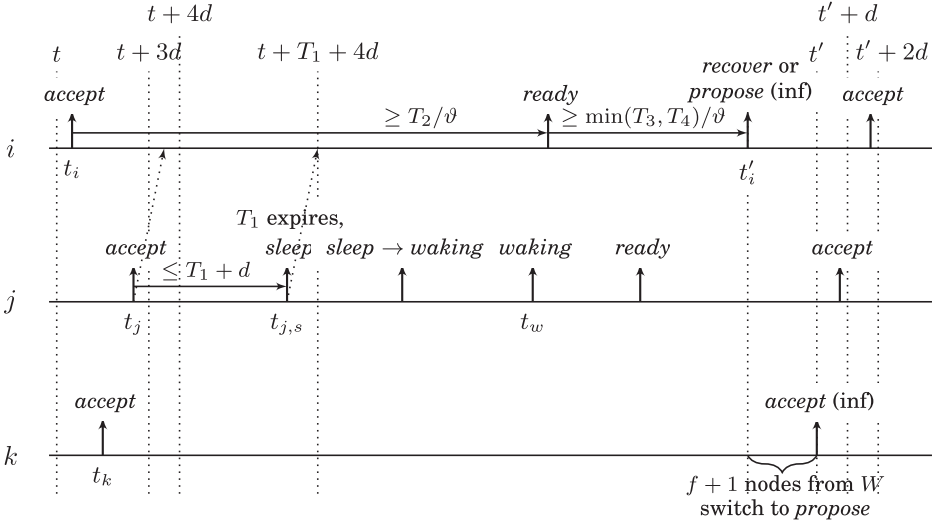 t + 4d
t′ + d
t
t + 3d
t + T₁ + 4d
t′
t′ + 2d
recover or
accept
ready
propose (inf)
accept
≥ T₂/ϑ
≥ min(T₃, T₄)/ϑ
i
tᵢ
t′ᵢ
T₁ expires,
accept
sleep
sleep → waking
waking
ready
accept
≤ T₁ + d
j
tⱼ
tⱼ,ₛ
t_w
accept
accept (inf)
k
tₖ
f + 1 nodes from W
switch to propose